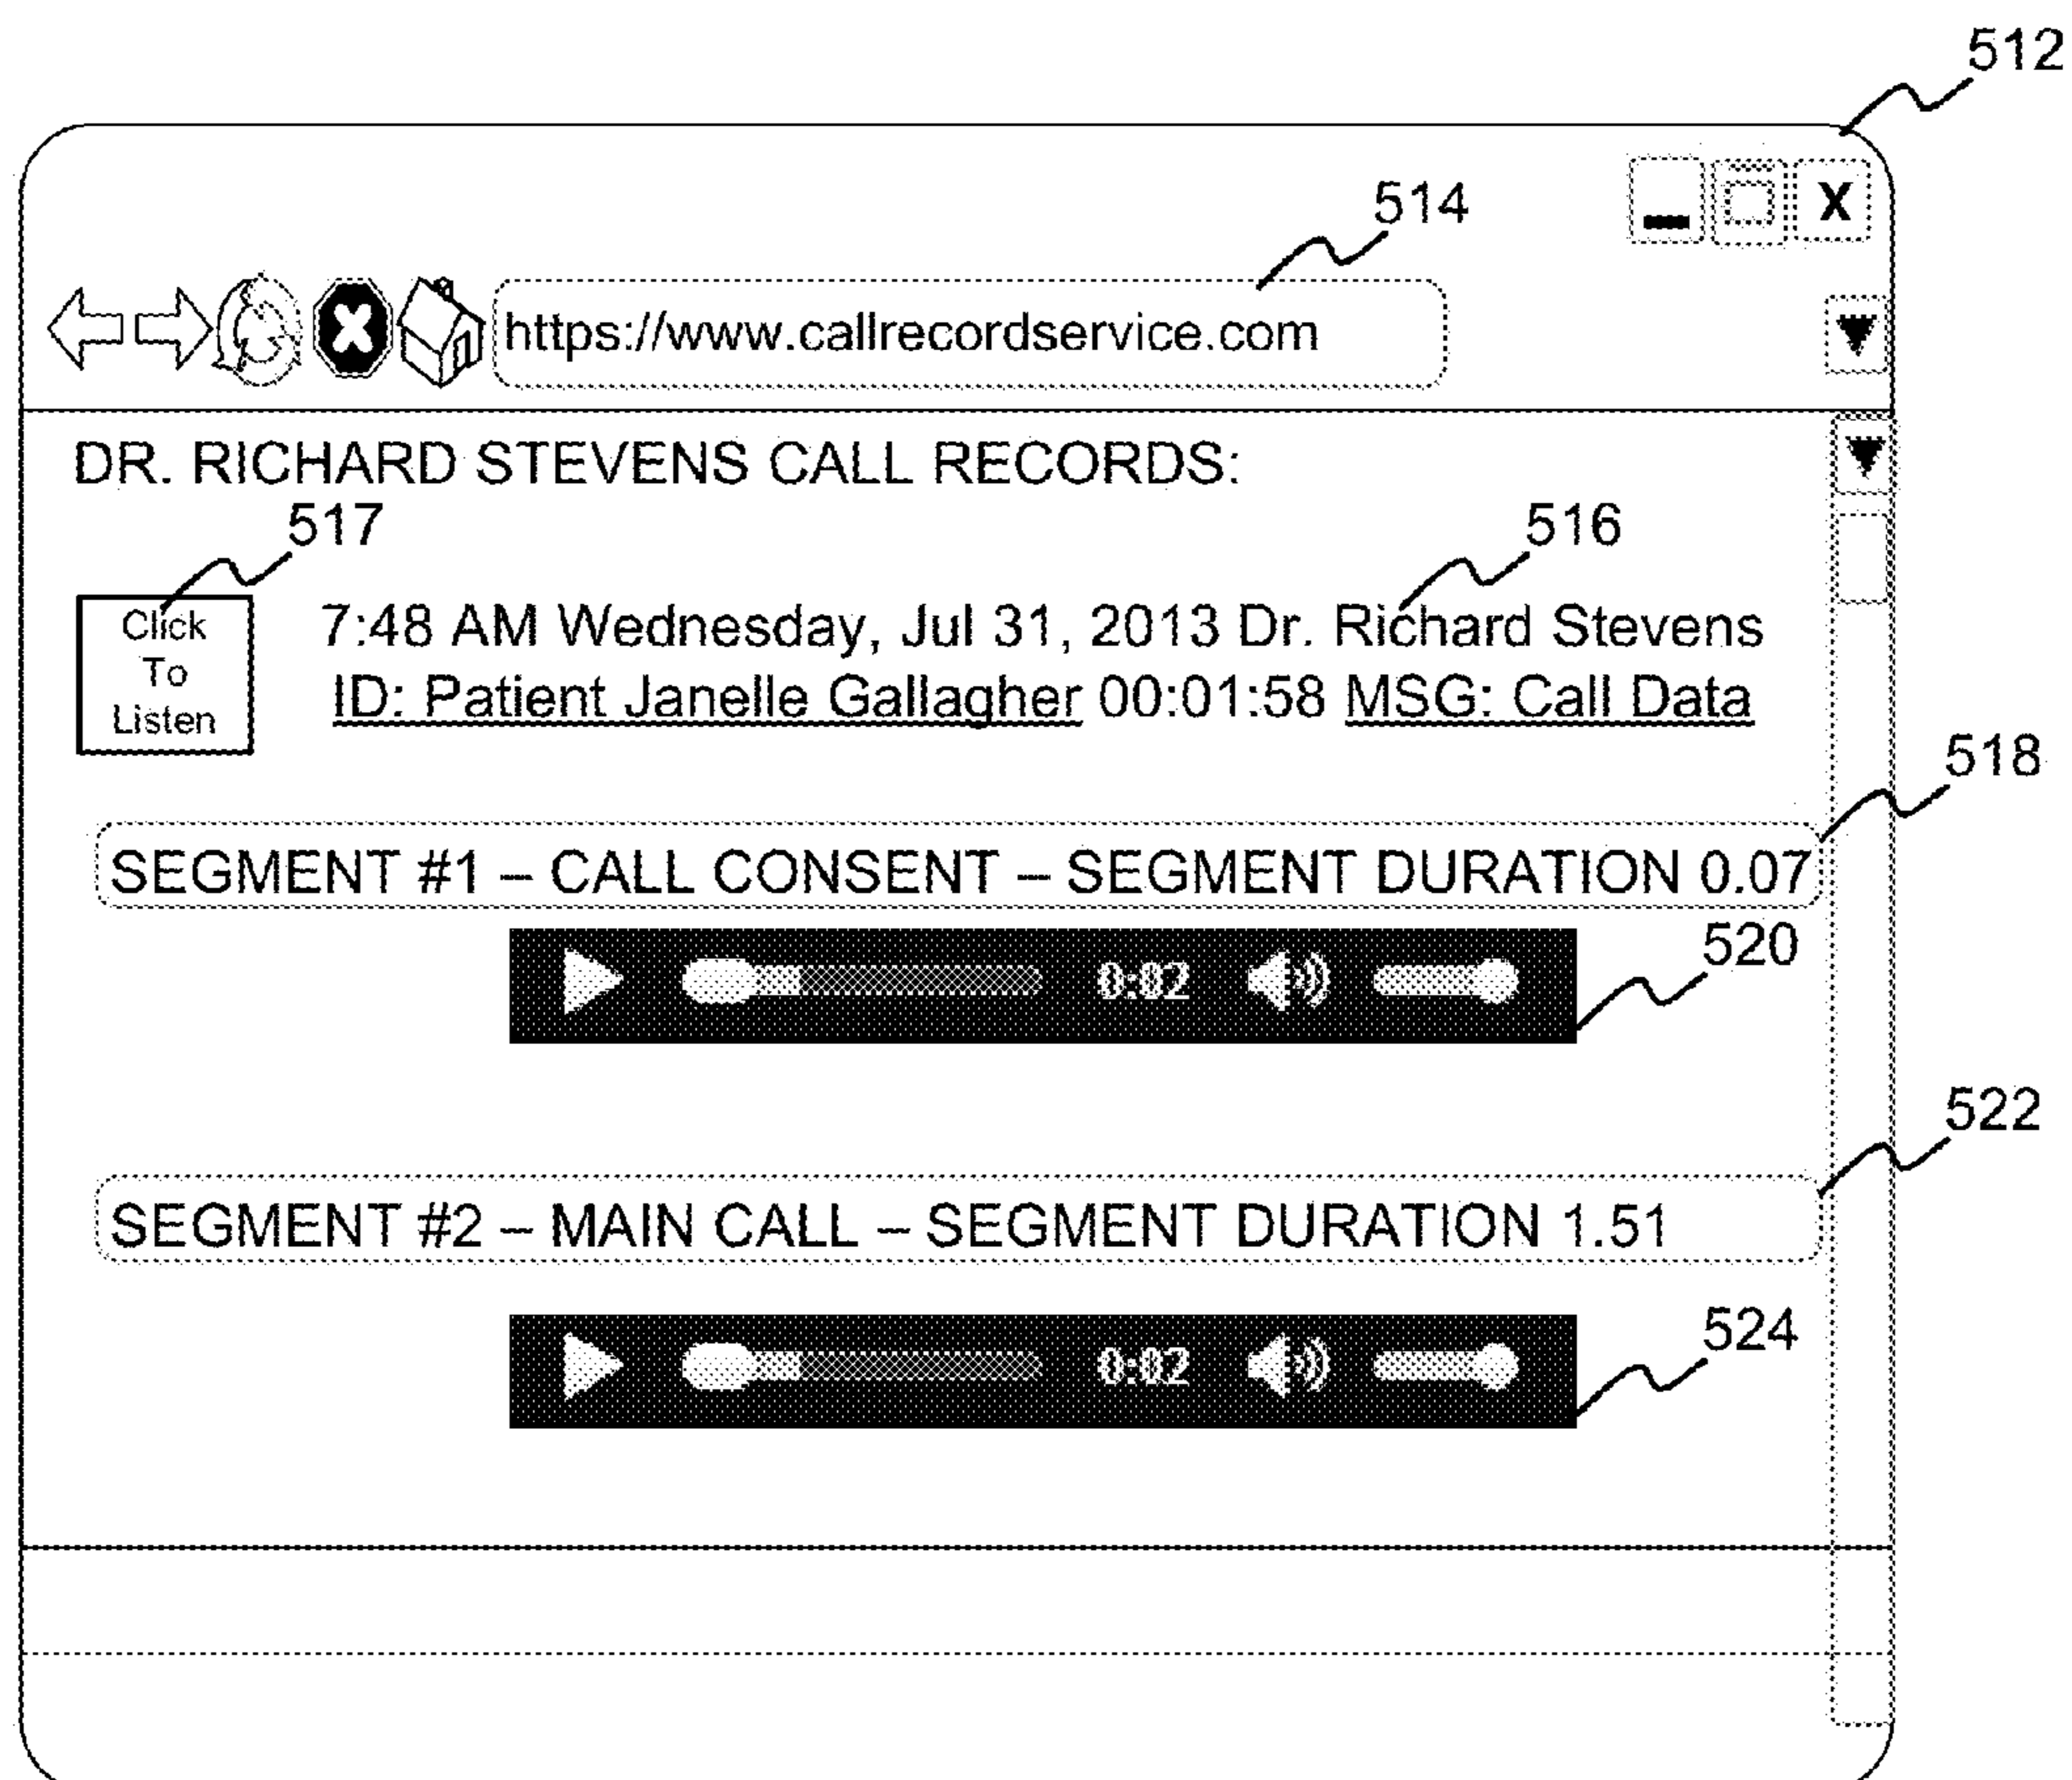 512
514
X
https://www.callrecordservice.com
DR. RICHARD STEVENS CALL RECORDS:
517
516
Click
To
Listen
7:48 AM Wednesday, Jul 31, 2013 Dr. Richard Stevens
ID: Patient Janelle Gallagher 00:01:58 MSG: Call Data
518
SEGMENT #1 – CALL CONSENT – SEGMENT DURATION 0.07
520
0:02
522
SEGMENT #2 – MAIN CALL – SEGMENT DURATION 1.51
524
0:02